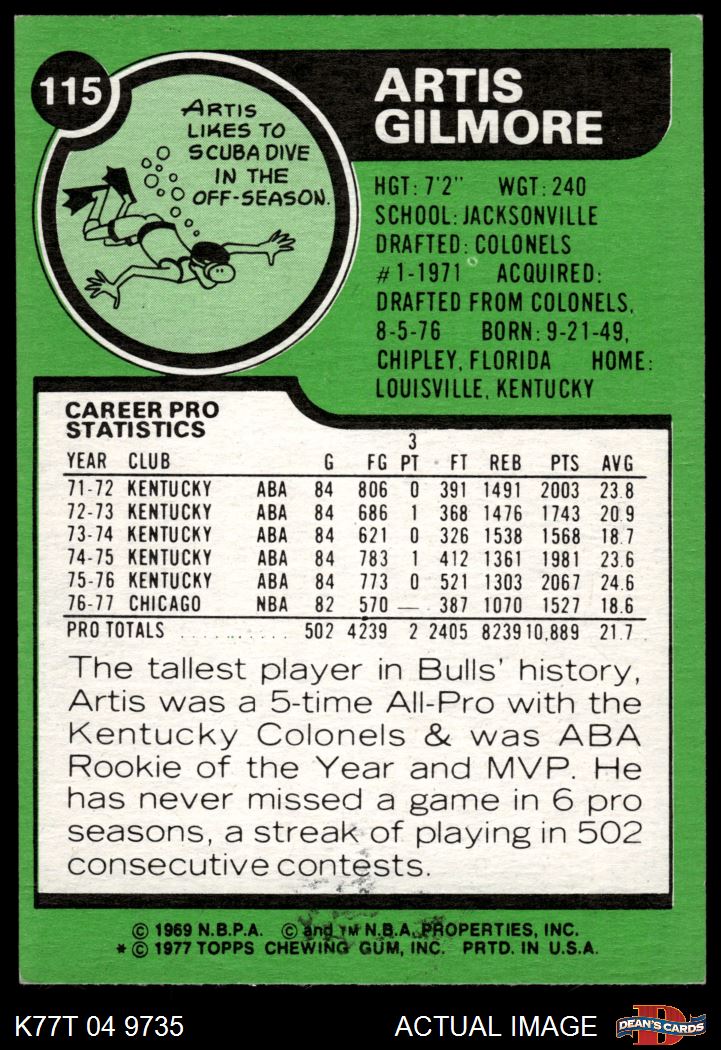 115
ARTIS
LIKES TO
SCUBA DIVE
IN THE
OFF-SEASON.
ARTIS
GILMORE
HGT: 7'2" WGT: 240
SCHOOL: JACKSONVILLE
DRAFTED: COLONELS
#1-1971 ACQUIRED:
DRAFTED FROM COLONELS,
8-5-76 BORN: 9-21-49,
CHIPLEY, FLORIDA HOME:
LOUISVILLE, KENTUCKY
CAREER PRO
STATISTICS
YEAR CLUB G FG 3 PT FT REB PTS AVG
71-72 KENTUCKY ABA 84 806 0 391 1491 2003 23.8
72-73 KENTUCKY ABA 84 686 1 368 1476 1743 20.9
73-74 KENTUCKY ABA 84 621 0 326 1538 1568 18.7
74-75 KENTUCKY ABA 84 783 1 412 1361 1981 23.6
75-76 KENTUCKY ABA 84 773 0 521 1303 2067 24.6
76-77 CHICAGO NBA 82 570 — 387 1070 1527 18.6
PRO TOTALS .......... 502 4239 2 2405 8239 10,889 21.7
The tallest player in Bulls' history,
Artis was a 5-time All-Pro with the
Kentucky Colonels & was ABA
Rookie of the Year and MVP. He
has never missed a game in 6 pro
seasons, a streak of playing in 502
consecutive contests.
© 1969 N.B.P.A. © and ™ N.B.A. PROPERTIES, INC.
* © 1977 TOPPS CHEWING GUM, INC. PRTD. IN U.S.A.
K77T 04 9735 ACTUAL IMAGE DEAN'S CARDS